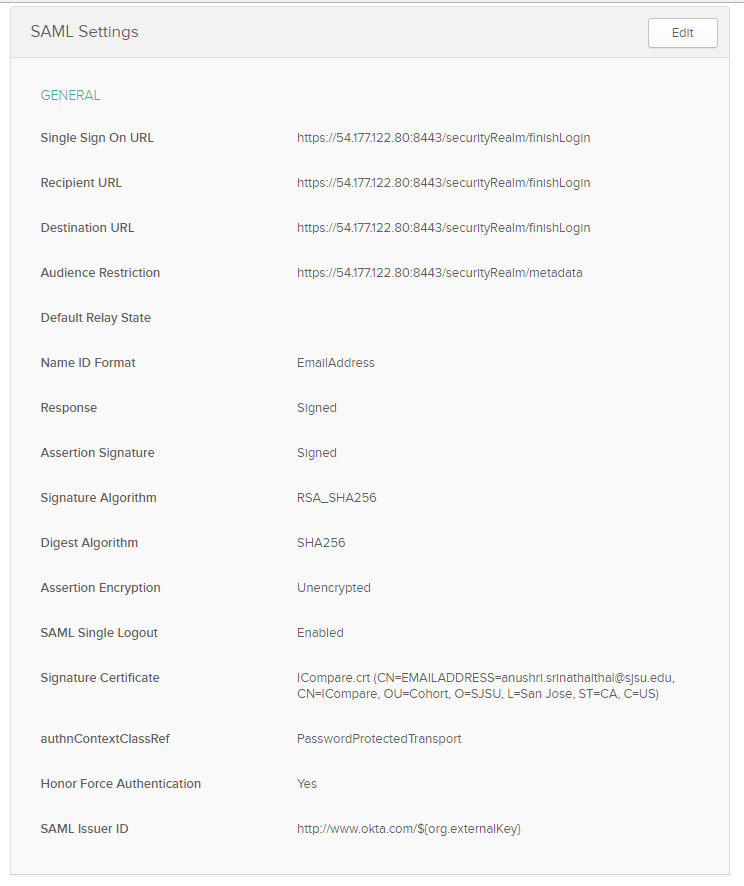 SAML Settings
Edit
GENERAL
Single Sign On URL https://54.177.122.80:8443/securityRealm/finishLogin
Recipient URL https://54.177.122.80:8443/securityRealm/finishLogin
Destination URL https://54.177.122.80:8443/securityRealm/finishLogin
Audience Restriction https://54.177.122.80:8443/securityRealm/metadata
Default Relay State
Name ID Format EmailAddress
Response Signed
Assertion Signature Signed
Signature Algorithm RSA_SHA256
Digest Algorithm SHA256
Assertion Encryption Unencrypted
SAML Single Logout Enabled
Signature Certificate ICompare.crt (CN=EMAILADDRESS=anushri.srinathaithal@sjsu.edu,
CN=ICompare, OU=Cohort, O=SJSU, L=San Jose, ST=CA, C=US)
authnContextClassRef PasswordProtectedTransport
Honor Force Authentication Yes
SAML Issuer ID http://www.okta.com/${org.externalKey}